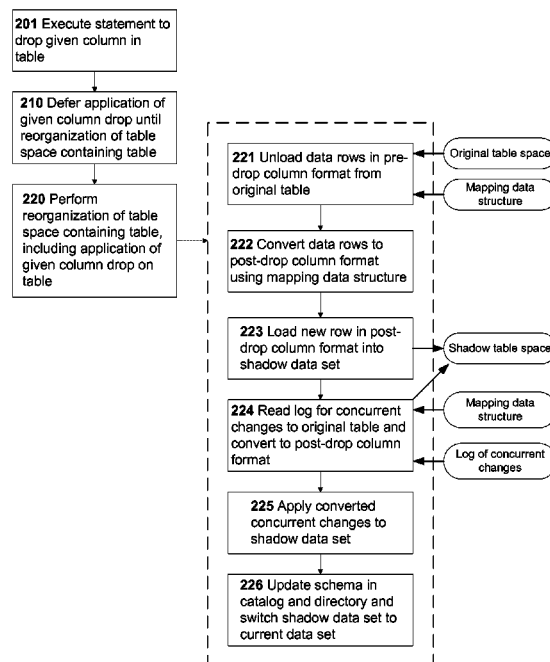 201 Execute statement to
drop given column in
table
210 Defer application of
given column drop until
reorganization of table
space containing table
220 Perform
reorganization of table
space containing table,
including application of
given column drop on
table
221 Unload data rows in pre-
drop column format from
original table
222 Convert data rows to
post-drop column format
using mapping data structure
223 Load new row in post-
drop column format into
shadow data set
224 Read log for concurrent
changes to original table and
convert to post-drop column
format
225 Apply converted
concurrent changes to
shadow data set
226 Update schema in
catalog and directory and
switch shadow data set to
current data set
Original table space
Mapping data
structure
Shadow table space
Mapping data
structure
Log of concurrent
changes